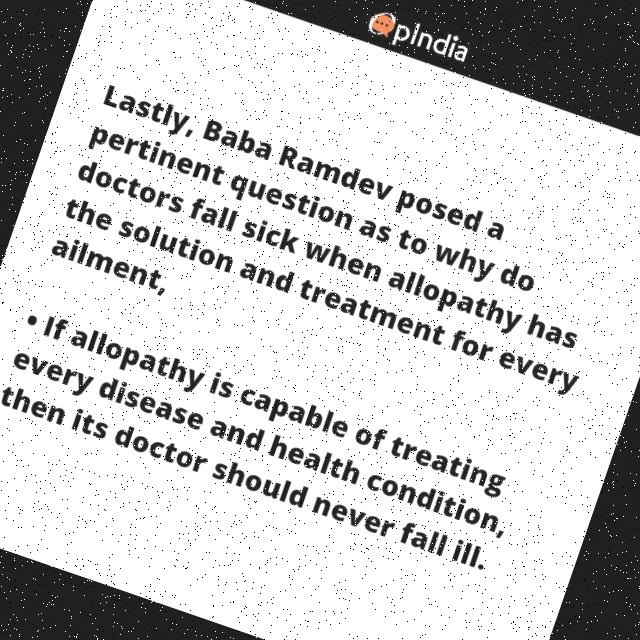 OpIndia
Lastly, Baba Ramdev posed a
pertinent question as to why do
doctors fall sick when allopathy has
the solution and treatment for every
ailment,
• If allopathy is capable of treating
every disease and health condition,
then its doctor should never fall ill.